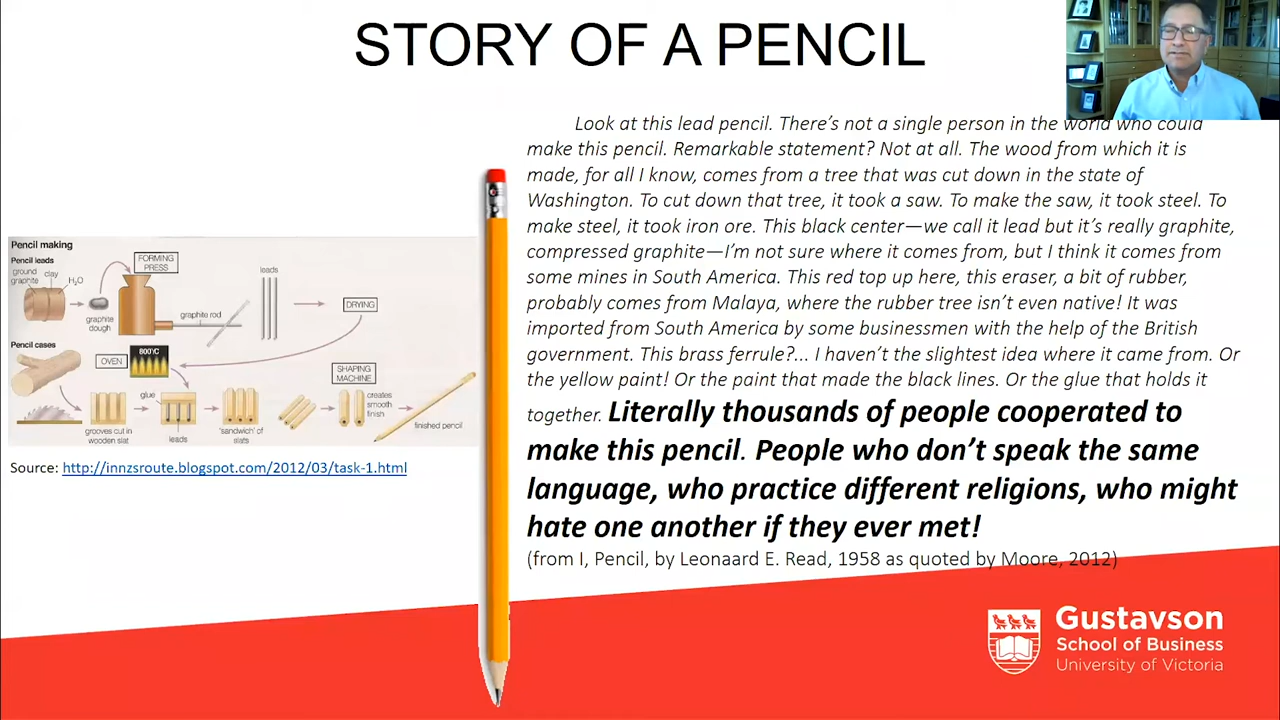 STORY OF A PENCIL
Look at this lead pencil. There's not a single person in the world who could
make this pencil. Remarkable statement? Not at all. The wood from which it is
made, for all I know, comes from a tree that was cut down in the state of
Washington. To cut down that tree, it took a saw. To make the saw, it took steel. To
make steel, it took iron ore. This black center—we call it lead but it's really graphite,
compressed graphite—I'm not sure where it comes from, but I think it comes from
some mines in South America. This red top up here, this eraser, a bit of rubber,
probably comes from Malaya, where the rubber tree isn't even native! It was
imported from South America by some businessmen with the help of the British
government. This brass ferrule?... I haven't the slightest idea where it came from. Or
the yellow paint! Or the paint that made the black lines. Or the glue that holds it
together. Literally thousands of people cooperated to
make this pencil. People who don't speak the same
language, who practice different religions, who might
hate one another if they ever met!
(from I, Pencil, by Leonaard E. Read, 1958 as quoted by Moore, 2012)
Pencil making
Pencil leads
ground
graphite
clay
H₂O
graphite
dough
FORMING
PRESS
graphite rod
leads
DRYING
Pencil cases
OVEN
800°C
grooves cut in
wooden slat
glue
leads
'sandwich' of
slats
SHAPING
MACHINE
creates
smooth
finish
finished pencil
Source: http://innzsroute.blogspot.com/2012/03/task-1.html
Gustavson
School of Business
University of Victoria